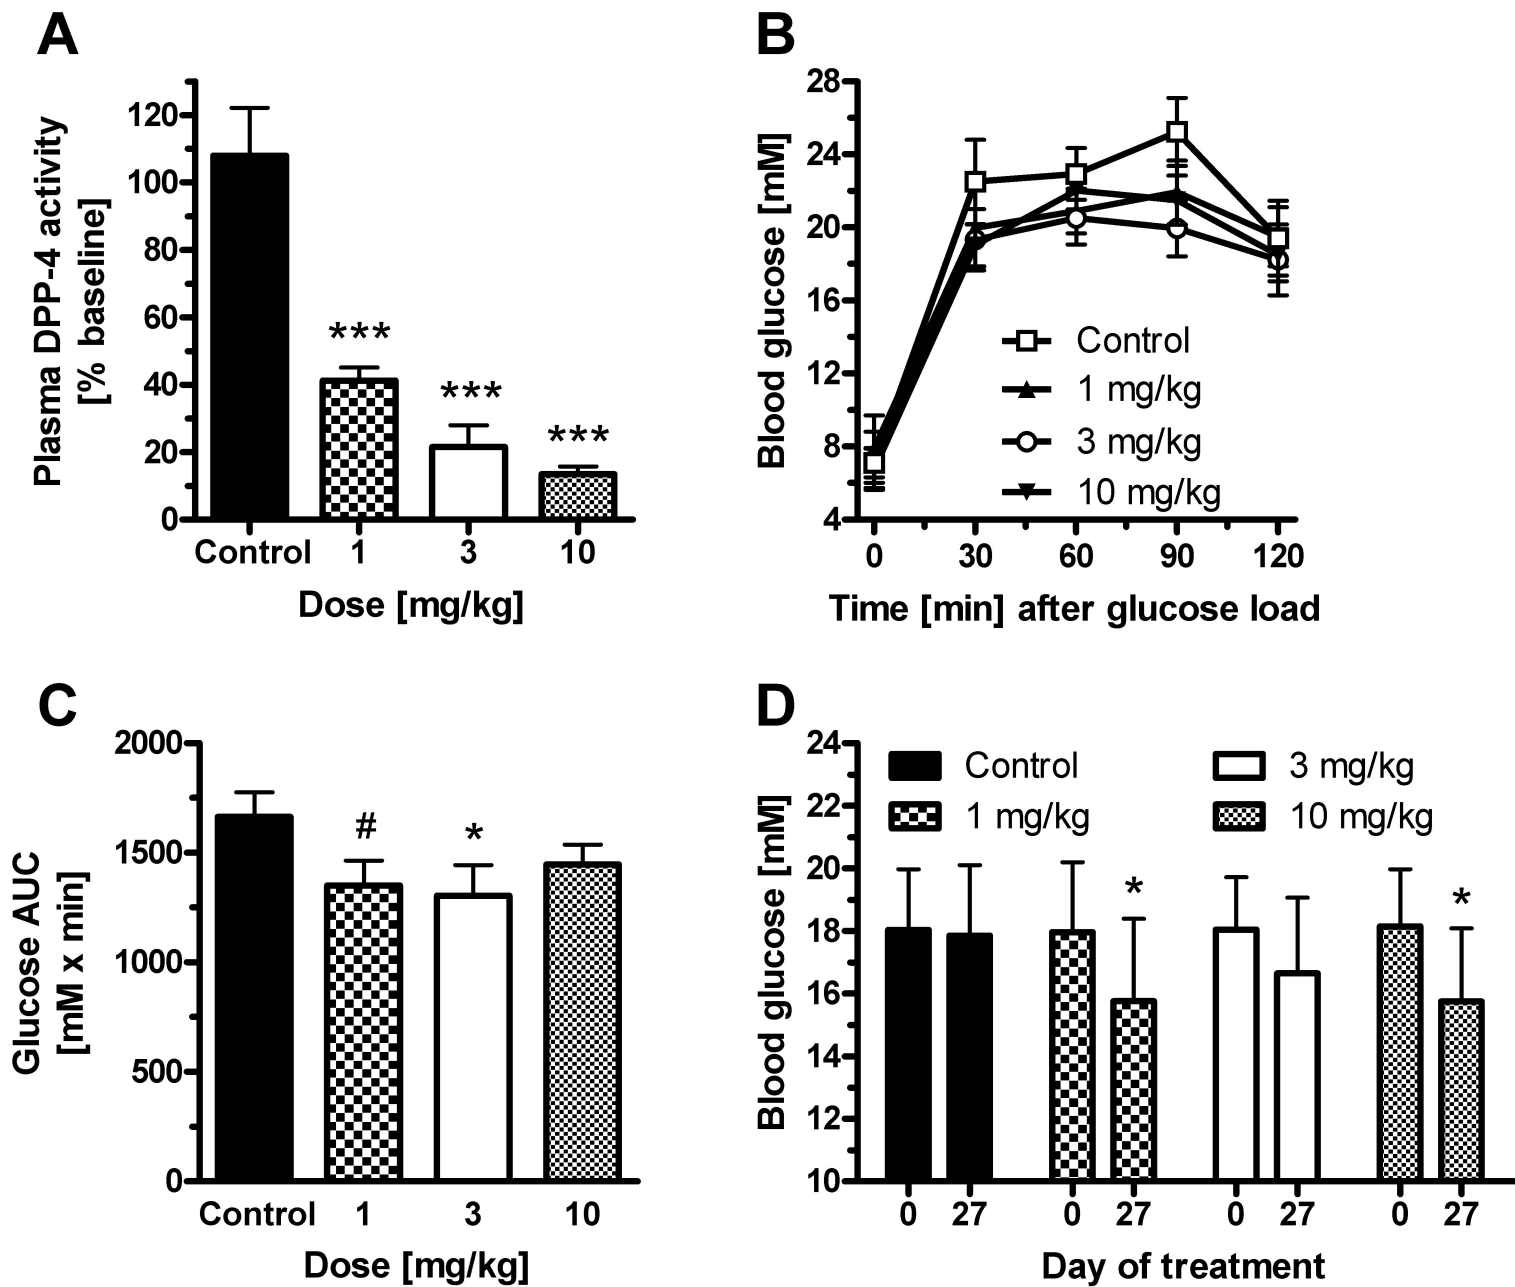 A
Plasma DPP-4 activity
[% baseline]
120
100
80
60
40
20
0
***
***
***
Control 1 3 10
Dose [mg/kg]
B
Blood glucose [mM]
28
24
20
16
12
8
4
Control
1 mg/kg
3 mg/kg
10 mg/kg
0 30 60 90 120
Time [min] after glucose load
C
Glucose AUC
[mM x min]
2000
1500
1000
500
0
# *
Control 1 3 10
Dose [mg/kg]
D
Blood glucose [mM]
24
22
20
18
16
14
12
10
Control 3 mg/kg
1 mg/kg 10 mg/kg
* *
0 27 0 27 0 27 0 27
Day of treatment